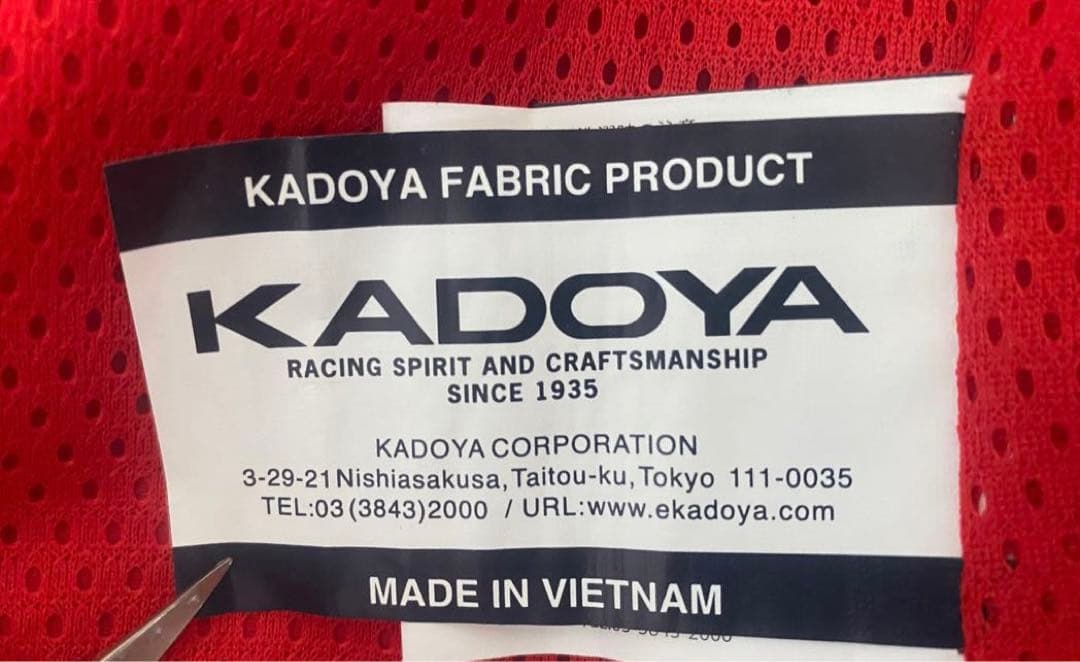 KADOYA FABRIC PRODUCT
KADOYA
RACING SPIRIT AND CRAFTSMANSHIP
SINCE 1935
KADOYA CORPORATION
3-29-21 Nishiasakusa, Taitou-ku, Tokyo 111-0035
TEL:03 (3843)2000 / URL:www.ekadoya.com
MADE IN VIETNAM